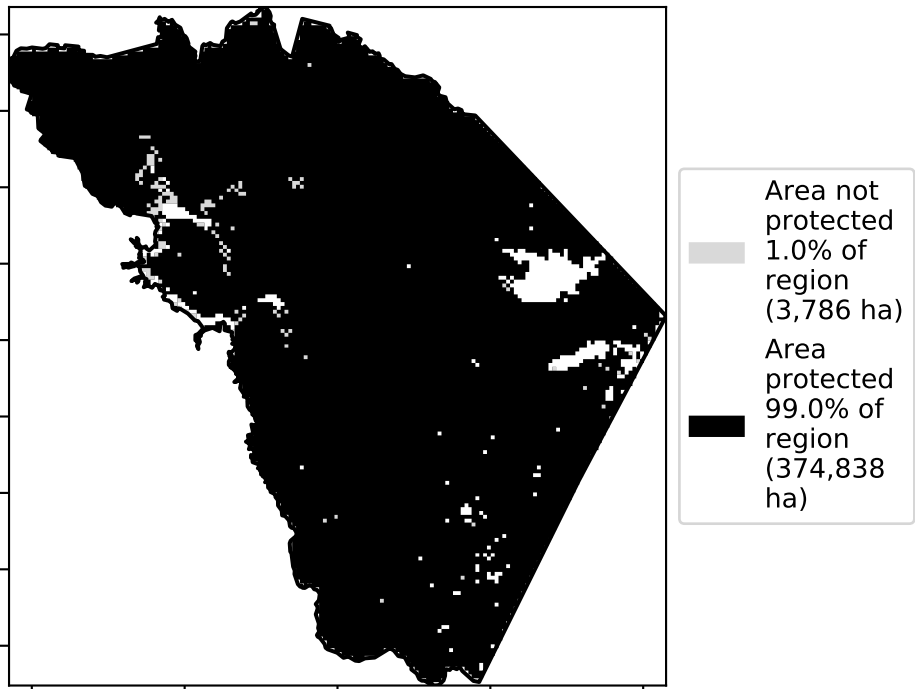 Area not
protected
1.0% of
region
(3,786 ha)
Area
protected
99.0% of
region
(374,838
ha)